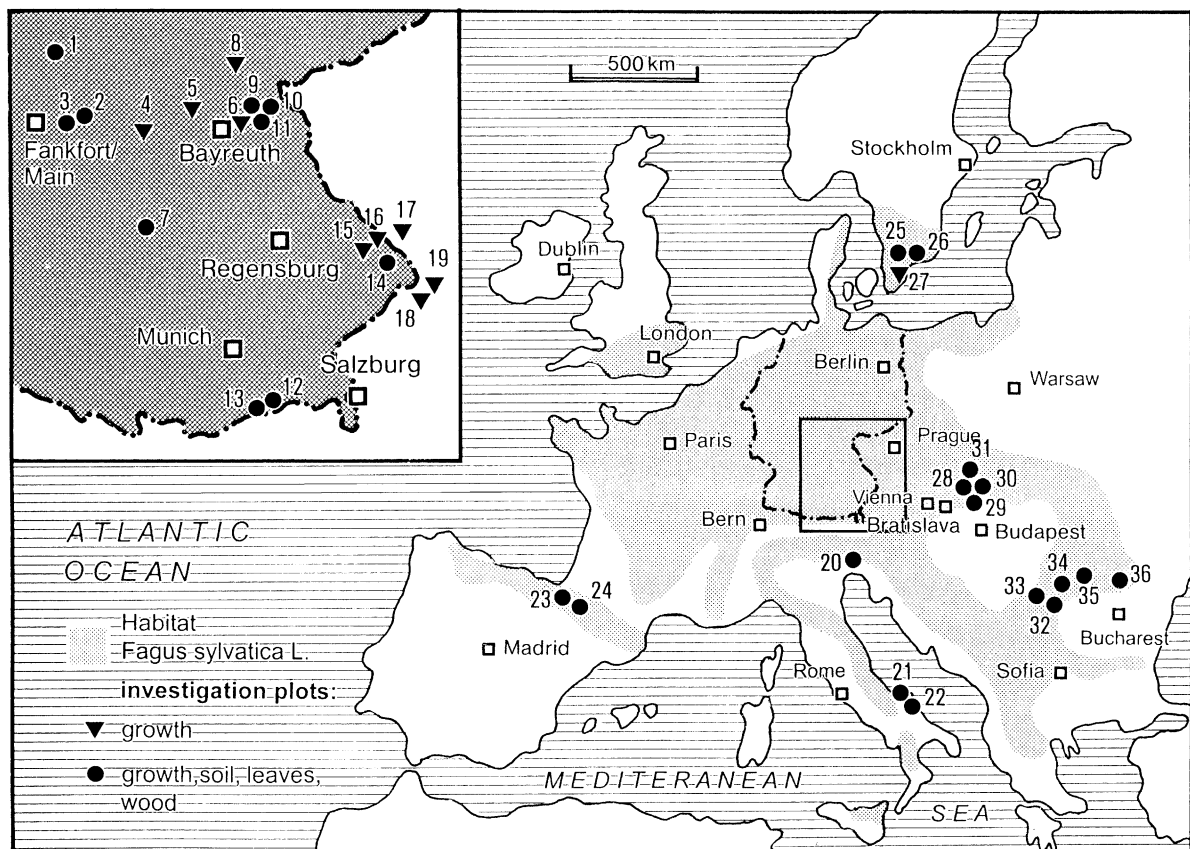 1
8
5
9
3
2
4
6
10
11
Fankfort/
Main
Bayreuth
7
15
16
17
Regensburg
14
19
18
Munich
Salzburg
13
12
500 km
Stockholm
25
26
27
Dublin
London
Berlin
Warsaw
Paris
Prague
31
28
30
Vienna
29
Bern
Bratislava
Budapest
20
34
33
35
36
32
Bucharest
23
24
ATLANTIC
OCEAN
Habitat
Fagus sylvatica L.
Madrid
Rome
21
22
Sofia
investigation plots:
growth
growth,soil, leaves,
wood
MEDITERANEAN
SEA